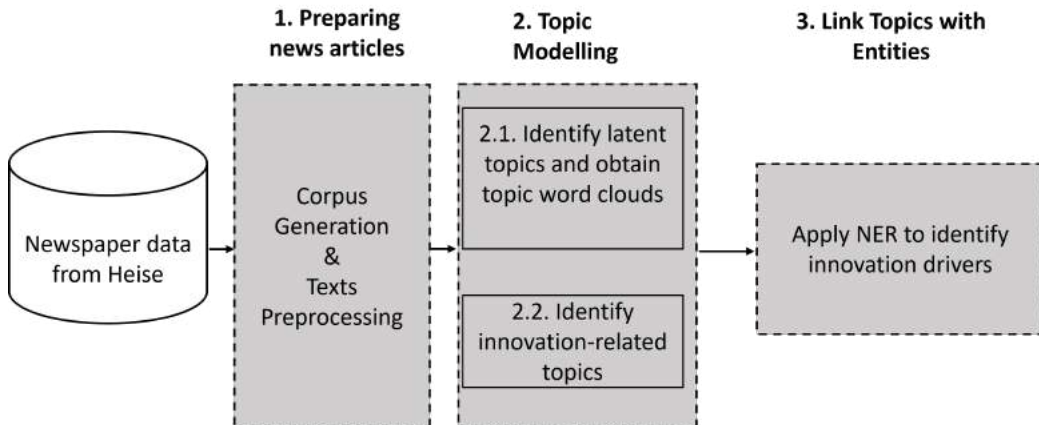 1. Preparing
news articles
2. Topic
Modelling
3. Link Topics with
Entities
Newspaper data
from Heise
Corpus
Generation
&
Texts
Preprocessing
2.1. Identify latent
topics and obtain
topic word clouds
2.2. Identify
innovation-related
topics
Apply NER to identify
innovation drivers